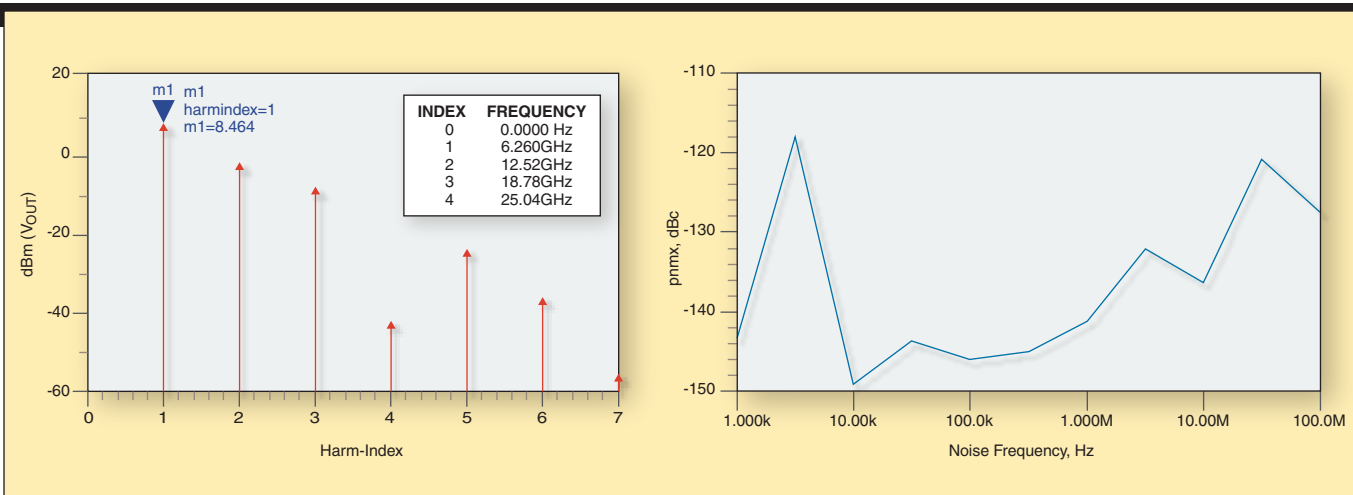 20
0
-20
-40
-60
dBm (VOUT)
m1
m1
harmindex=1
m1=8.464
INDEX FREQUENCY
0 0.0000 Hz
1 6.260GHz
2 12.52GHz
3 18.78GHz
4 25.04GHz
0 1 2 3 4 5 6 7
Harm-Index
-110
-120
-130
-140
-150
pnmx, dBc
1.000k 10.00k 100.0k 1.000M 10.00M 100.0M
Noise Frequency, Hz